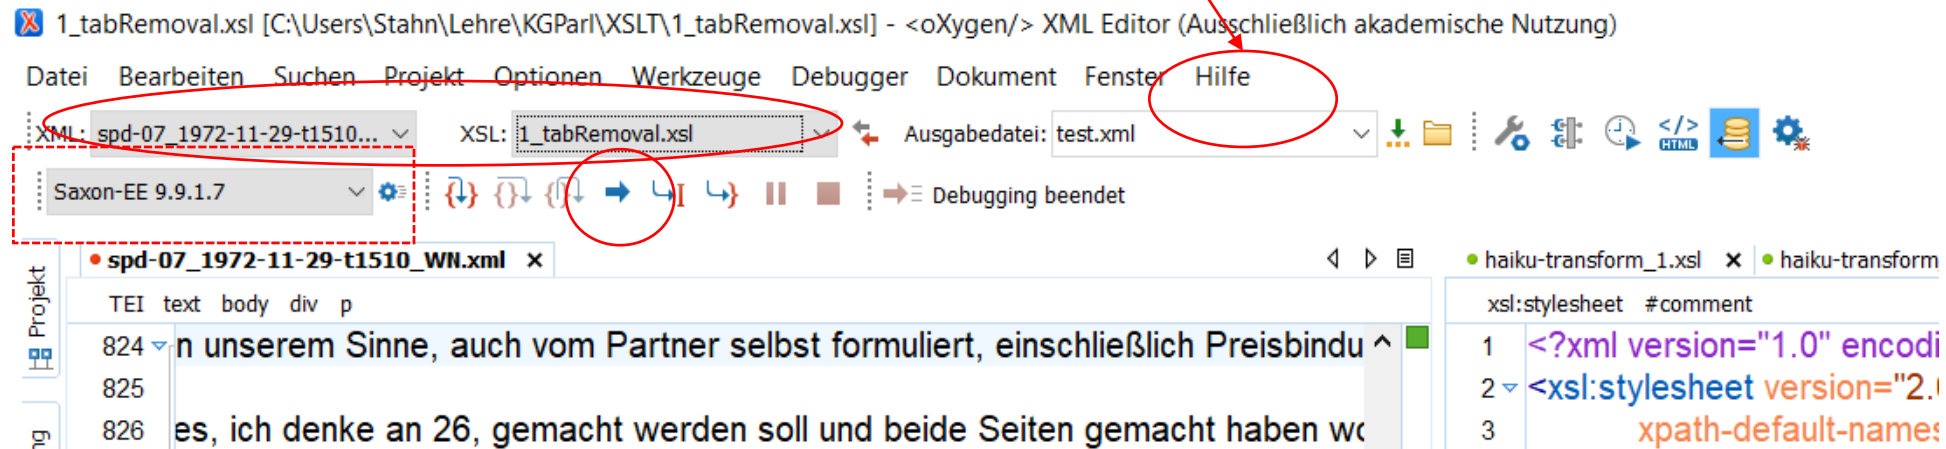 1_tabRemoval.xsl [C:\Users\Stahn\Lehre\KGParl\XSLT\1_tabRemoval.xsl] - <oXygen/> XML Editor (Ausschließlich akademische Nutzung)
Datei Bearbeiten Suchen Projekt Optionen Werkzeuge Debugger Dokument Fenster Hilfe
XML: spd-07_1972-11-29-t1510... XSL: 1_tabRemoval.xsl Ausgabedatei: test.xml </> HTML
Saxon-EE 9.9.1.7 Debugging beendet
spd-07_1972-11-29-t1510_WN.xml haiku-transform_1.xsl haiku-transform
Projekt
TEI text body div p xsl:stylesheet #comment
824 n unserem Sinne, auch vom Partner selbst formuliert, einschließlich Preisbindu 1 <?xml version="1.0" encodi
825 2 <xsl:stylesheet version="2.
826 es, ich denke an 26, gemacht werden soll und beide Seiten gemacht haben wo 3 xpath-default-names
ng